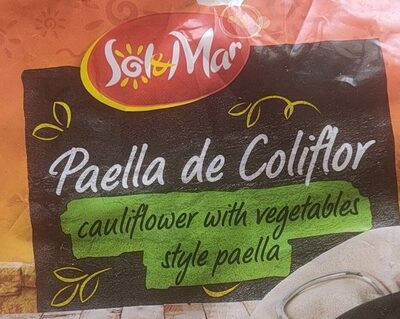 Sol & Mar
Paella de Coliflor
cauliflower with vegetables
style paella